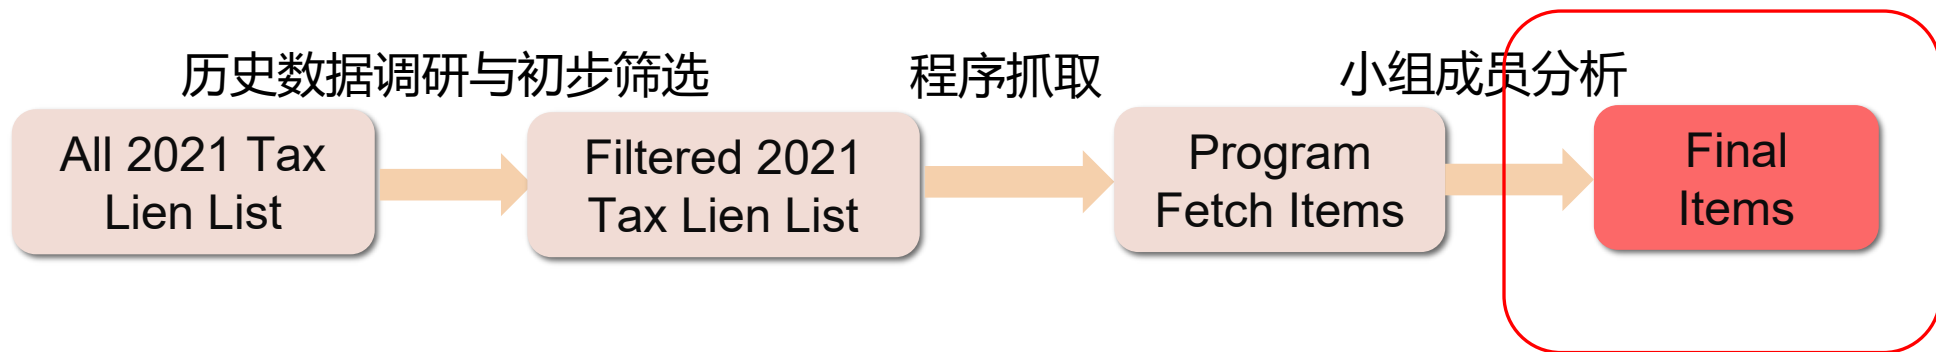 历史数据调研与初步筛选
程序抓取
小组成员分析
All 2021 Tax
Lien List
Filtered 2021
Tax Lien List
Program
Fetch Items
Final
Items